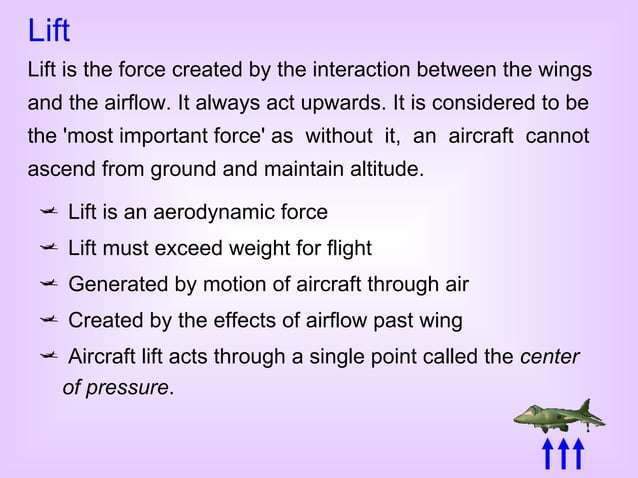 Lift
Lift is the force created by the interaction between the wings
and the airflow. It always act upwards. It is considered to be
the 'most important force' as without it, an aircraft cannot
ascend from ground and maintain altitude.
Lift is an aerodynamic force
Lift must exceed weight for flight
Generated by motion of aircraft through air
Created by the effects of airflow past wing
Aircraft lift acts through a single point called the center
of pressure.